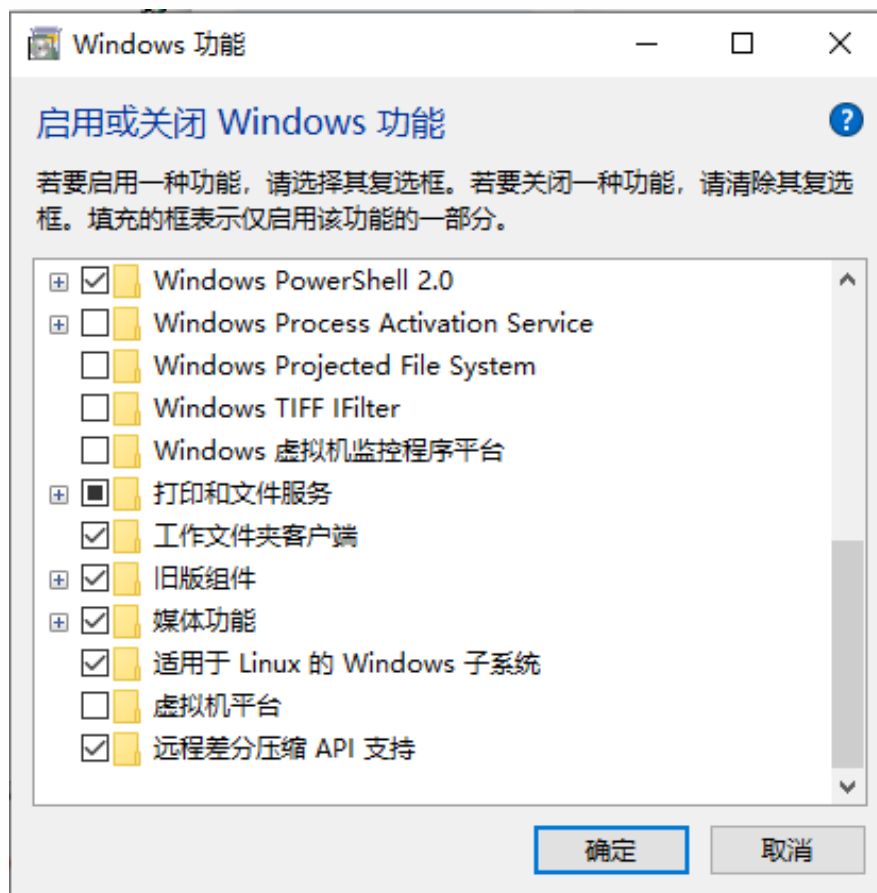 Windows 功能
启用或关闭 Windows 功能
?
若要启用一种功能，请选择其复选框。若要关闭一种功能，请清除其复选
框。填充的框表示仅启用该功能的一部分。
Windows PowerShell 2.0
Windows Process Activation Service
Windows Projected File System
Windows TIFF IFilter
Windows 虚拟机监控程序平台
打印和文件服务
工作文件夹客户端
旧版组件
媒体功能
适用于 Linux 的 Windows 子系统
虚拟机平台
远程差分压缩 API 支持
确定
取消